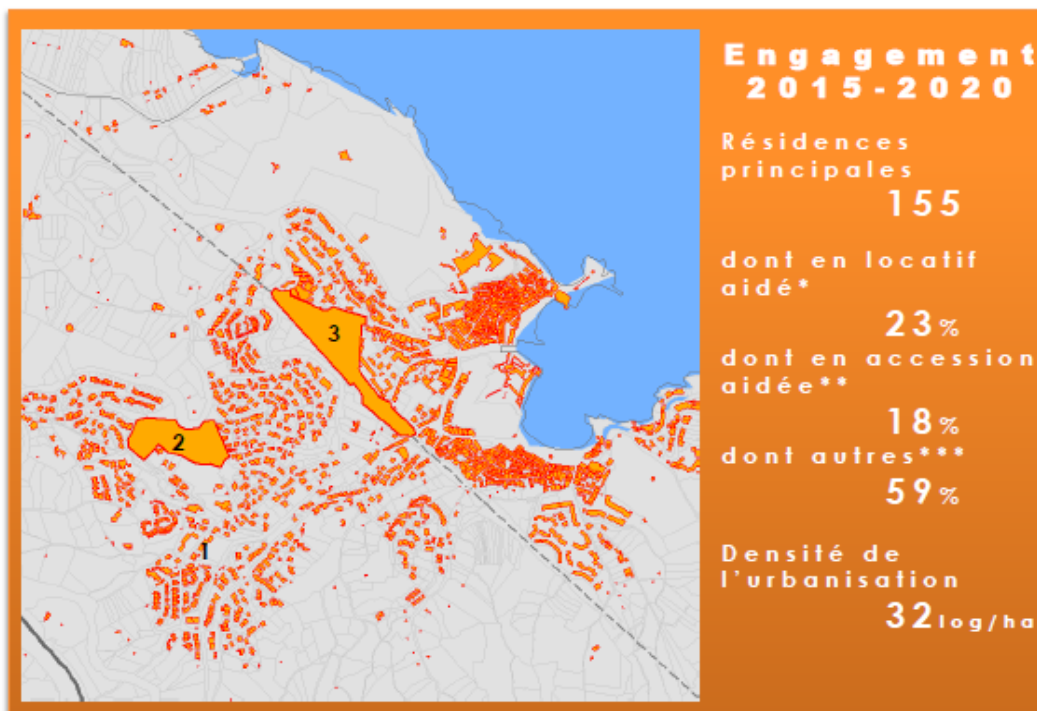 Engagement
2015-2020
Résidences
principales
155
dont en locatif
aidé*
23%
dont en accession
aidée**
18%
dont autres***
59%
Densité de
l'urbanisation
32log/ha
3
2
1